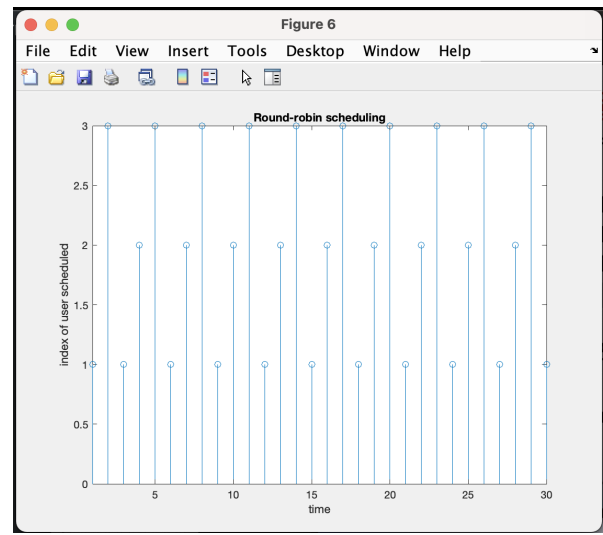 Figure 6
File Edit View Insert Tools Desktop Window Help
Round-robin scheduling
3
2.5
2
1.5
1
0.5
0
index of user scheduled
5 10 15 20 25 30
time